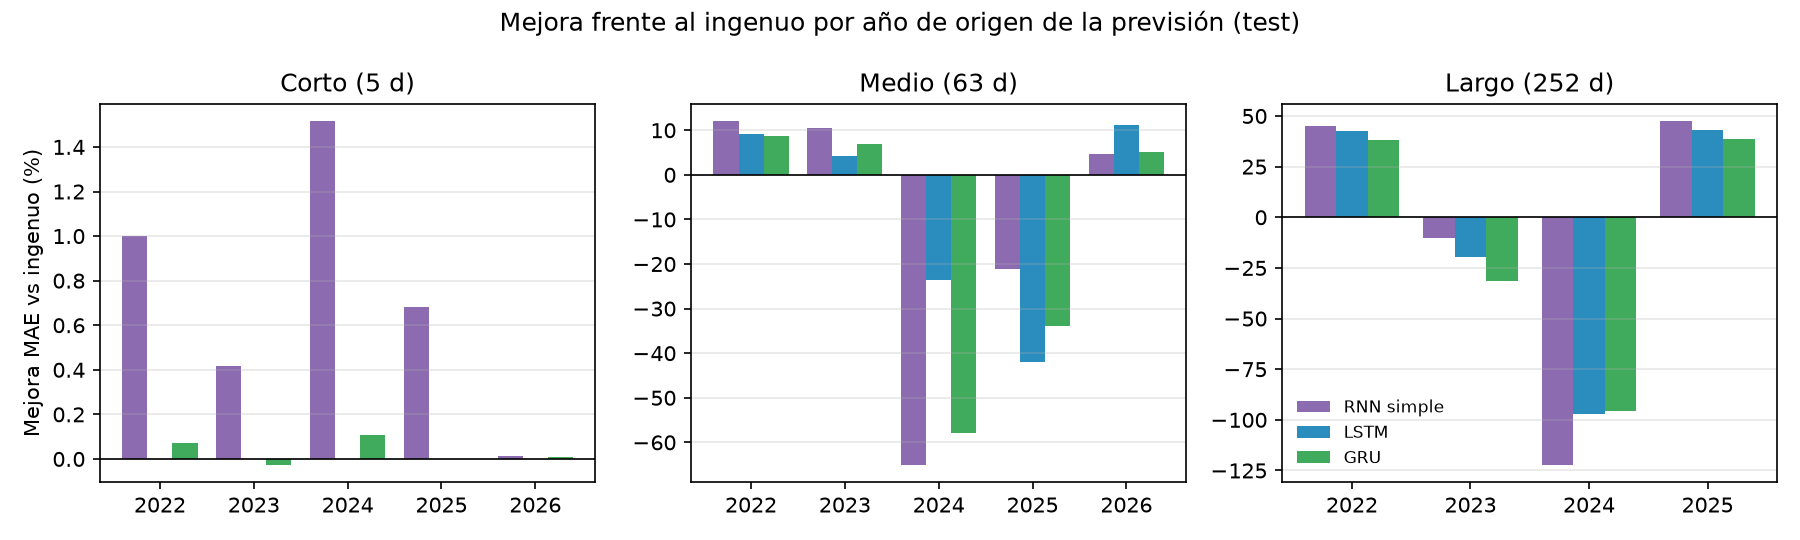 Mejora frente al ingenuo por año de origen de la previsión (test)
Corto (5 d)
Mejora MAE vs ingenuo (%)
1.4
1.2
1.0
0.8
0.6
0.4
0.2
0.0
2022 2023 2024 2025 2026
Medio (63 d)
10
0
−10
−20
−30
−40
−50
−60
2022 2023 2024 2025 2026
Largo (252 d)
50
25
0
−25
−50
−75
−100
−125
RNN simple
LSTM
GRU
2022 2023 2024 2025